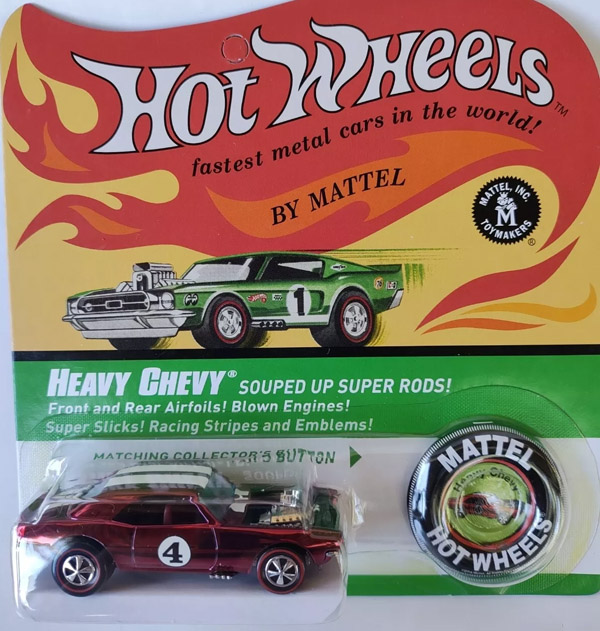 HOT WHEELS™
fastest metal cars in the world!
BY MATTEL
MATTEL, INC.
M
TOYMAKERS
®
1
HEAVY CHEVY® SOUPED UP SUPER RODS!
Front and Rear Airfoils! Blown Engines!
Super Slicks! Racing Stripes and Emblems!
MATCHING COLLECTOR'S BUTTON
4
MATTEL
Heavy Chevy
HOT WHEELS